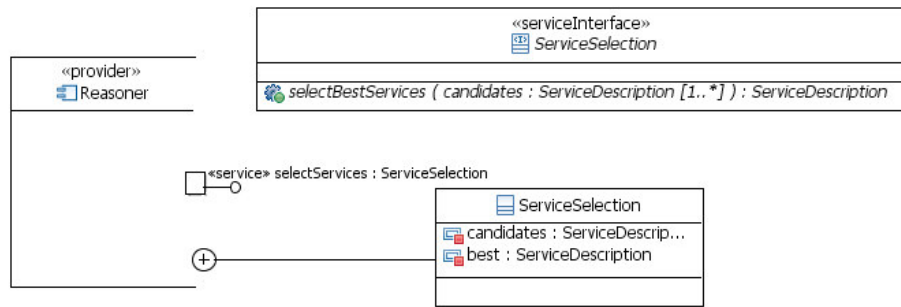 «serviceInterface»
ServiceSelection
«provider»
Reasoner
selectBestServices ( candidates : ServiceDescription [1..*] ) : ServiceDescription
«service» selectServices : ServiceSelection
ServiceSelection
candidates : ServiceDescrip...
best : ServiceDescription